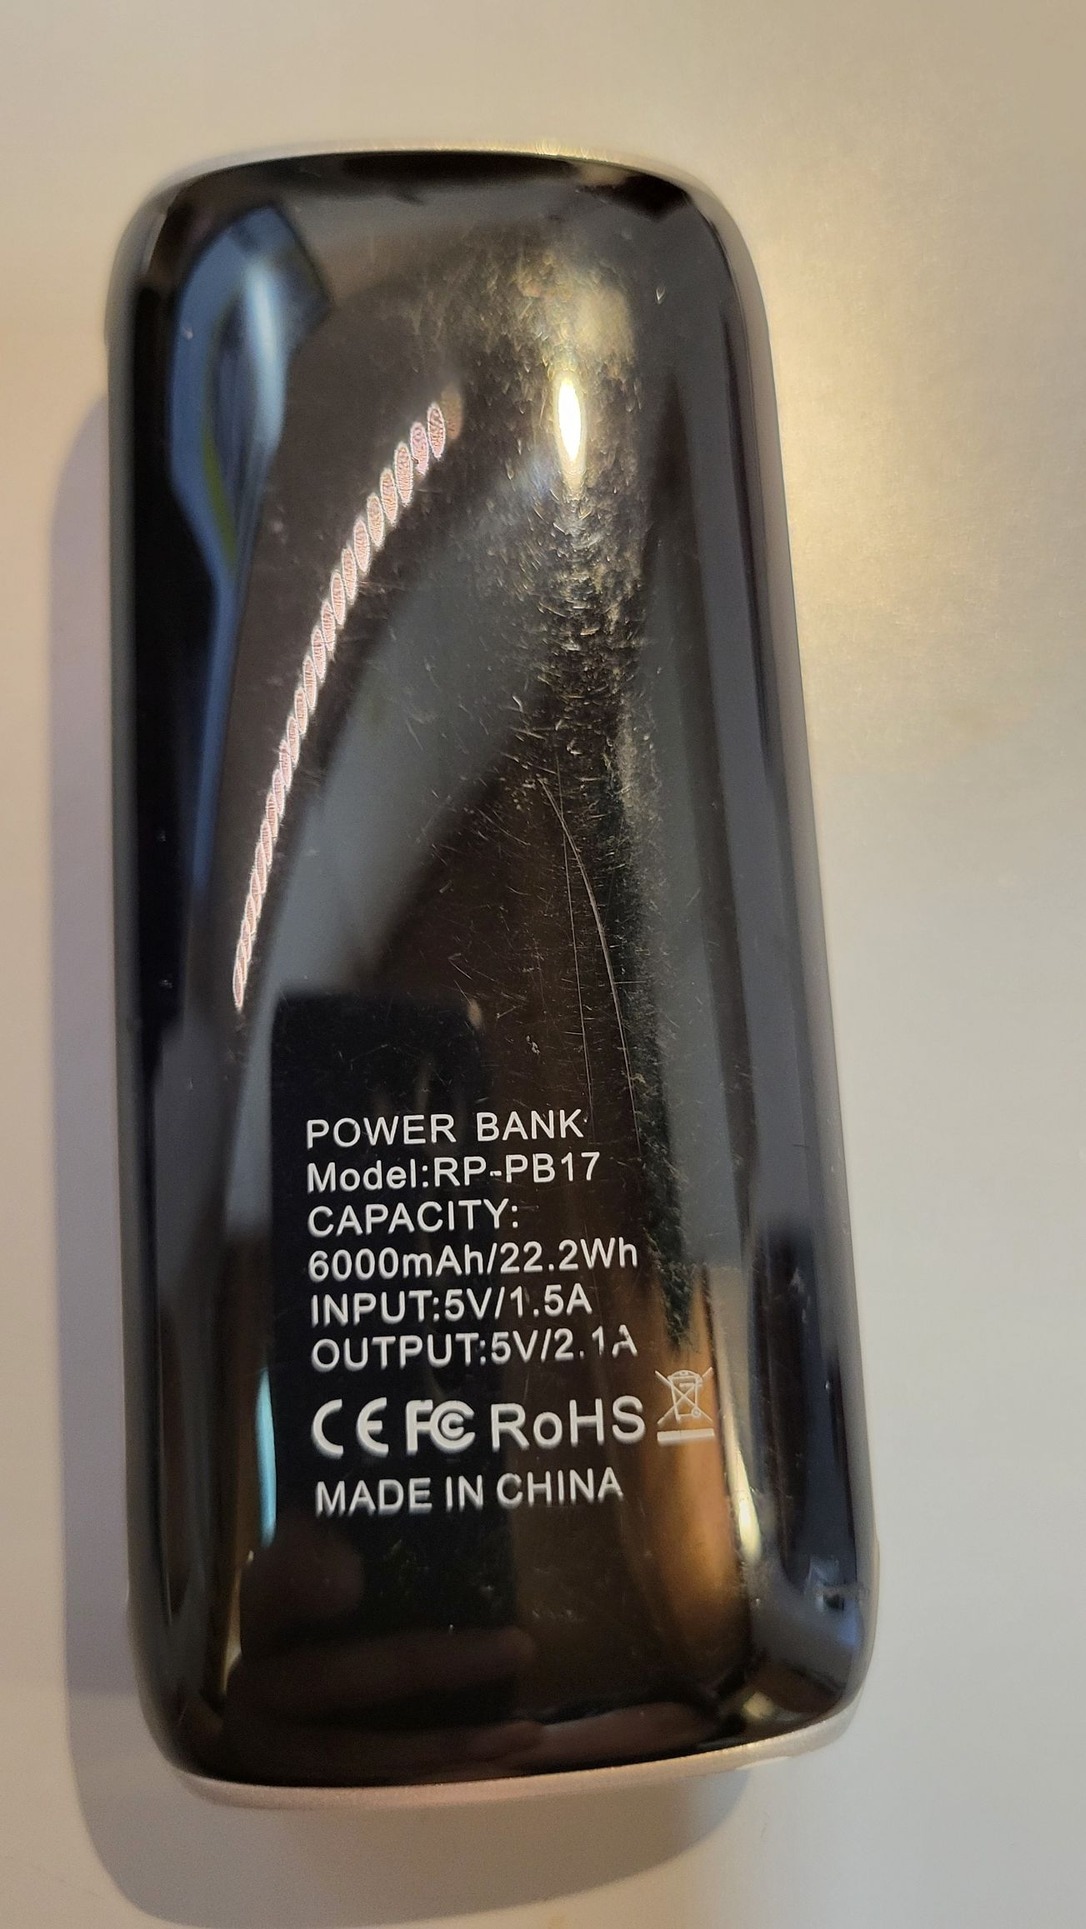 POWER BANK
Model:RP-PB17
CAPACITY:
6000mAh/22.2Wh
INPUT:5V/1.5A
OUTPUT:5V/2.1A
CE FC RoHS
MADE IN CHINA